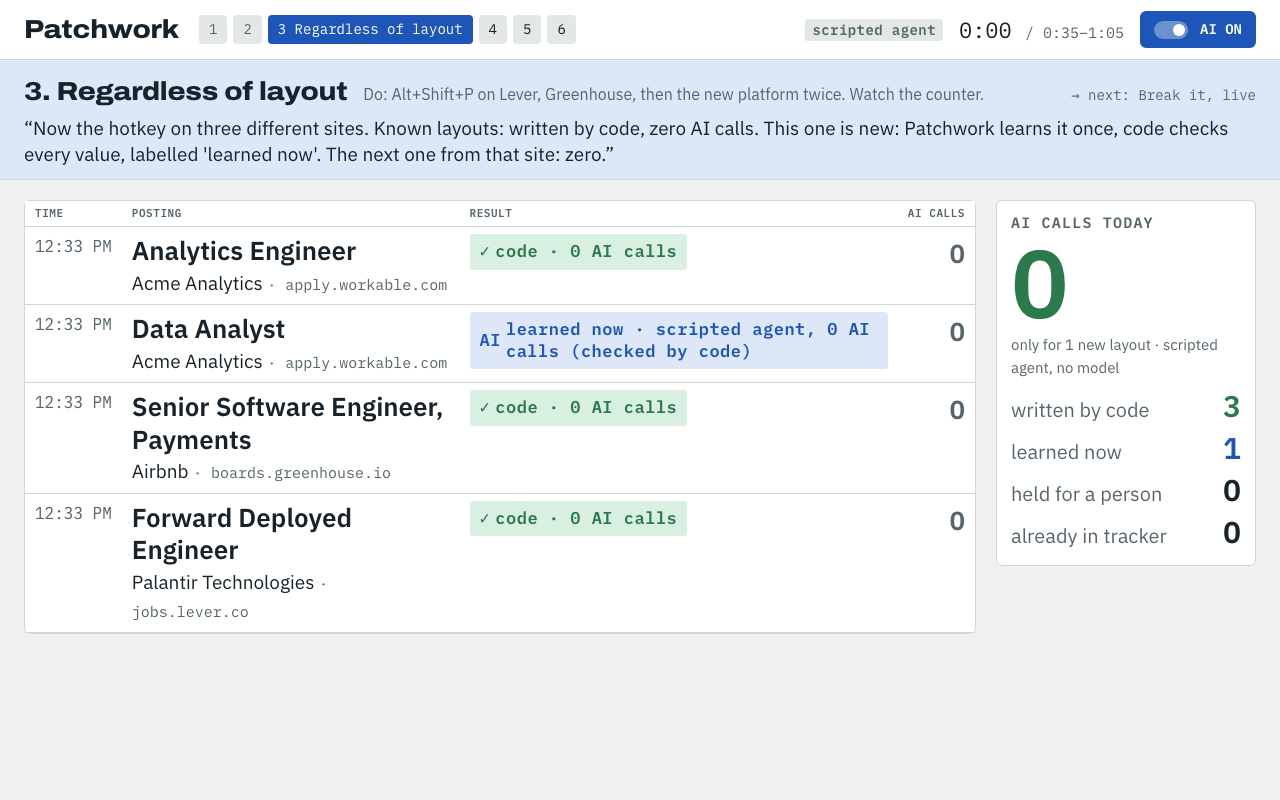 Patchwork
1
2
3 Regardless of layout
4
5
6
scripted agent
0:00
/ 0:35–1:05
AI ON
3. Regardless of layout
Do: Alt+Shift+P on Lever, Greenhouse, then the new platform twice. Watch the counter.
→ next: Break it, live
“Now the hotkey on three different sites. Known layouts: written by code, zero AI calls. This one is new: Patchwork learns it once, code checks
every value, labelled 'learned now'. The next one from that site: zero.”
TIME
POSTING
RESULT
AI CALLS
12:33 PM
Analytics Engineer
Acme Analytics · apply.workable.com
✓ code · 0 AI calls
0
12:33 PM
Data Analyst
Acme Analytics · apply.workable.com
AI learned now · scripted agent, 0 AI
calls (checked by code)
0
12:33 PM
Senior Software Engineer,
Payments
Airbnb · boards.greenhouse.io
✓ code · 0 AI calls
0
12:33 PM
Forward Deployed
Engineer
Palantir Technologies ·
jobs.lever.co
✓ code · 0 AI calls
0
AI CALLS TODAY
0
only for 1 new layout · scripted
agent, no model
written by code 3
learned now 1
held for a person 0
already in tracker 0